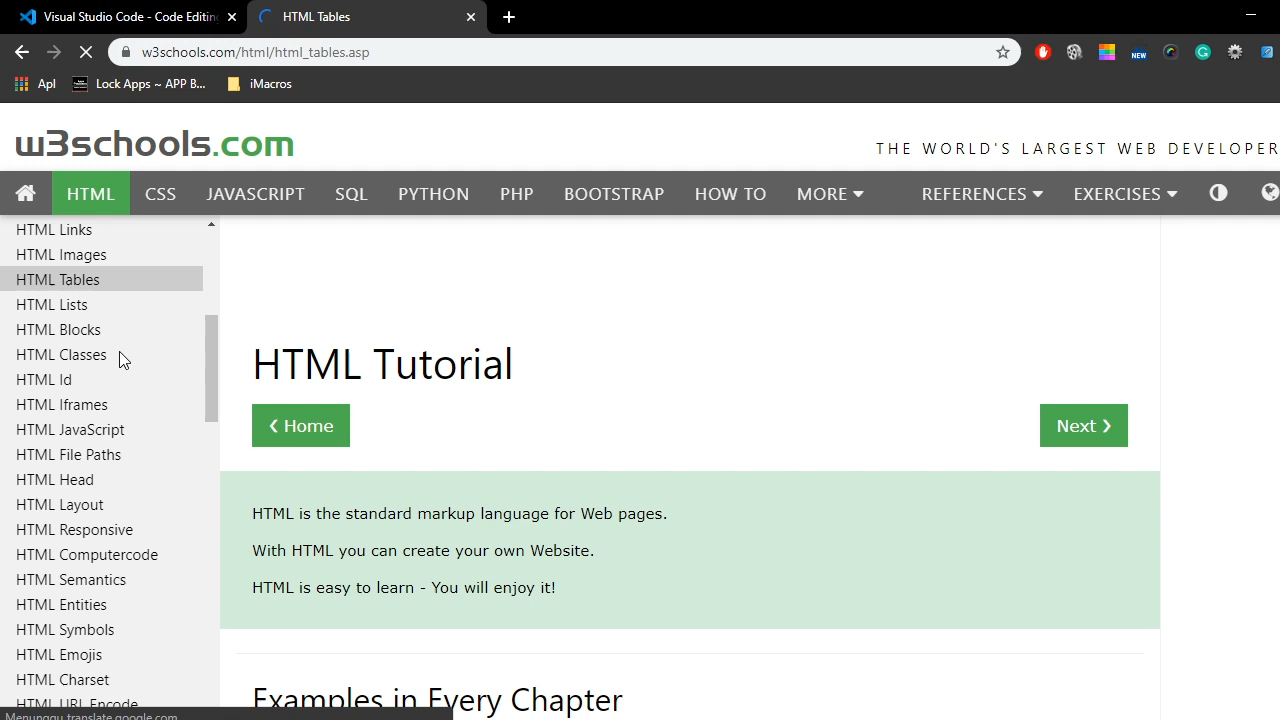 Visual Studio Code - Code Editin
HTML Tables
w3schools.com/html/html_tables.asp
NEW
Apl
Lock Apps ~ APP B...
iMacros
w3schools.com
THE WORLD'S LARGEST WEB DEVELOPER
HTML CSS JAVASCRIPT SQL PYTHON PHP BOOTSTRAP HOW TO MORE REFERENCES EXERCISES
HTML Links
HTML Images
HTML Tables
HTML Lists
HTML Blocks
HTML Classes
HTML Id
HTML Iframes
HTML JavaScript
HTML File Paths
HTML Head
HTML Layout
HTML Responsive
HTML Computercode
HTML Semantics
HTML Entities
HTML Symbols
HTML Emojis
HTML Charset
HTML URL Encode
HTML Tutorial
❮ Home
Next ❯
HTML is the standard markup language for Web pages.
With HTML you can create your own Website.
HTML is easy to learn - You will enjoy it!
Examples in Every Chapter
Menunggu translate.google.com